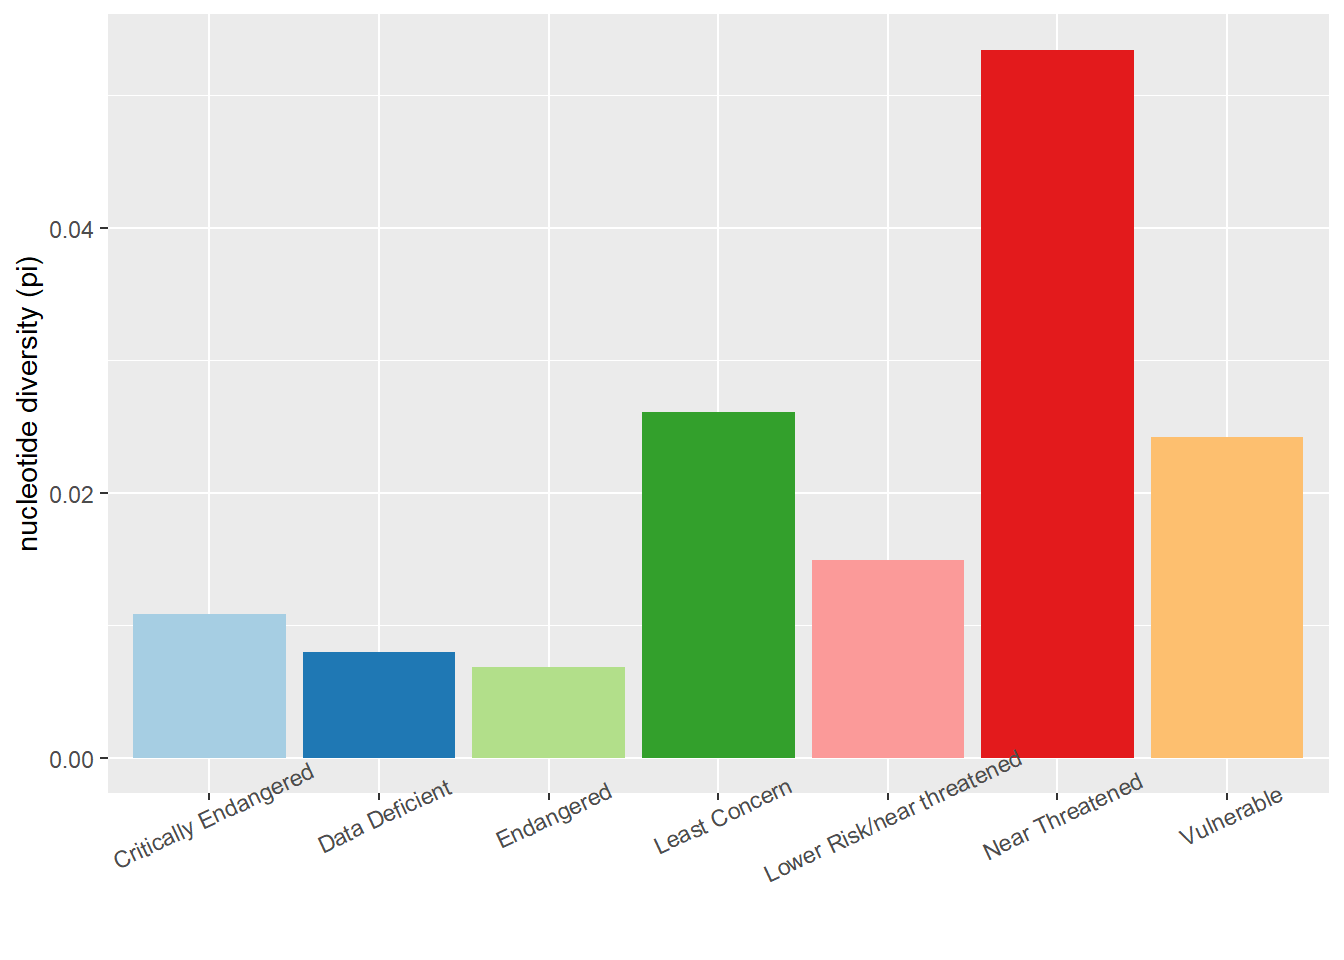 nucleotide diversity (pi)
0.04
0.02
0.00
Critically Endangered
Data Deficient
Endangered
Least Concern
Lower Risk/near threatened
Near Threatened
Vulnerable